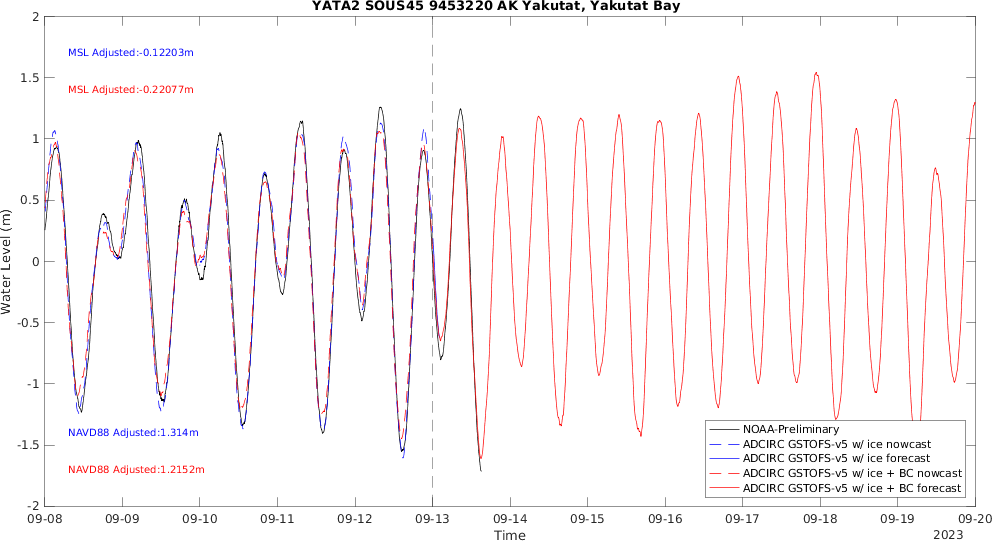 YATA2 SOUS45 9453220 AK Yakutat, Yakutat Bay
2
1.5
1
0.5
0
-0.5
-1
-1.5
-2
Water Level (m)
MSL Adjusted:-0.12203m
MSL Adjusted:-0.22077m
NAVD88 Adjusted:1.314m
NAVD88 Adjusted:1.2152m
NOAA-Preliminary
ADCIRC GSTOFS-v5 w/ ice nowcast
ADCIRC GSTOFS-v5 w/ ice forecast
ADCIRC GSTOFS-v5 w/ ice + BC nowcast
ADCIRC GSTOFS-v5 w/ ice + BC forecast
09-08 09-09 09-10 09-11 09-12 09-13 09-14 09-15 09-16 09-17 09-18 09-19 09-20
Time
2023